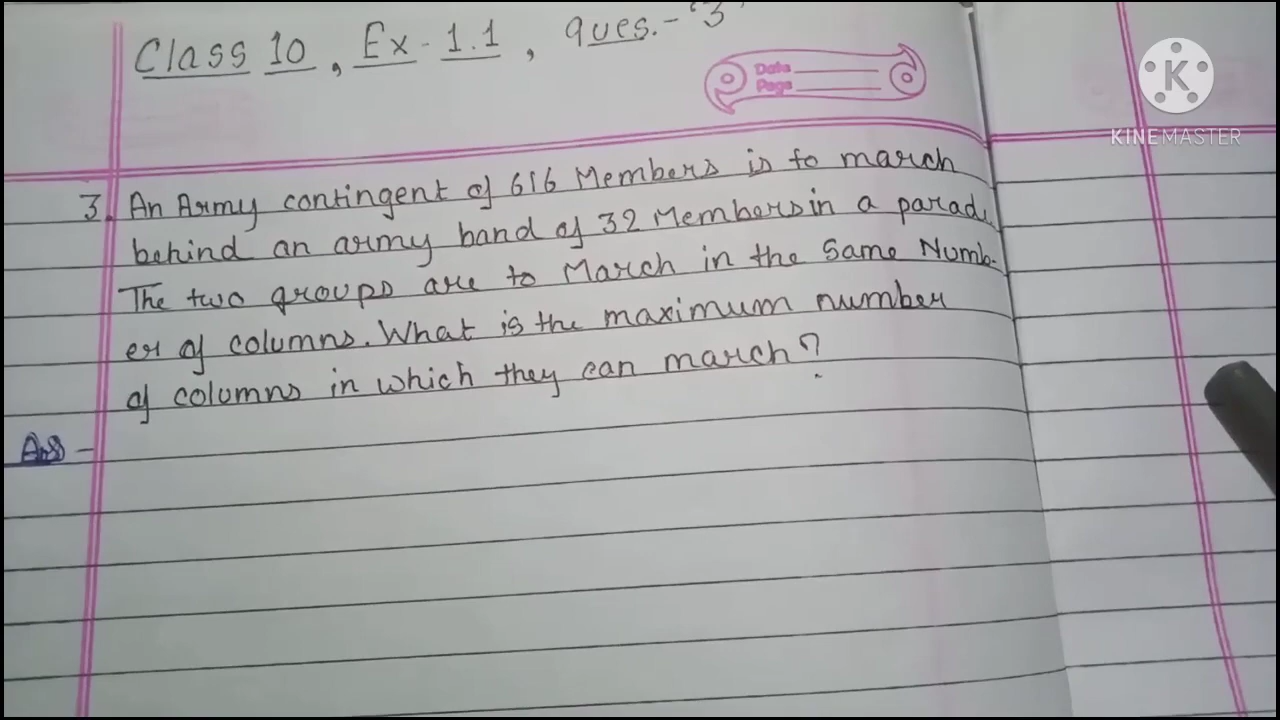 Class 10, Ex-1.1, ques.-'3'
Date
Page
K
KINEMASTER
3. An Army contingent of 616 Members is to march
behind an army band of 32 Members in a parade.
The two groups are to March in the Same Numb-
er of columns. What is the maximum number
of columns in which they can march?
Ans -